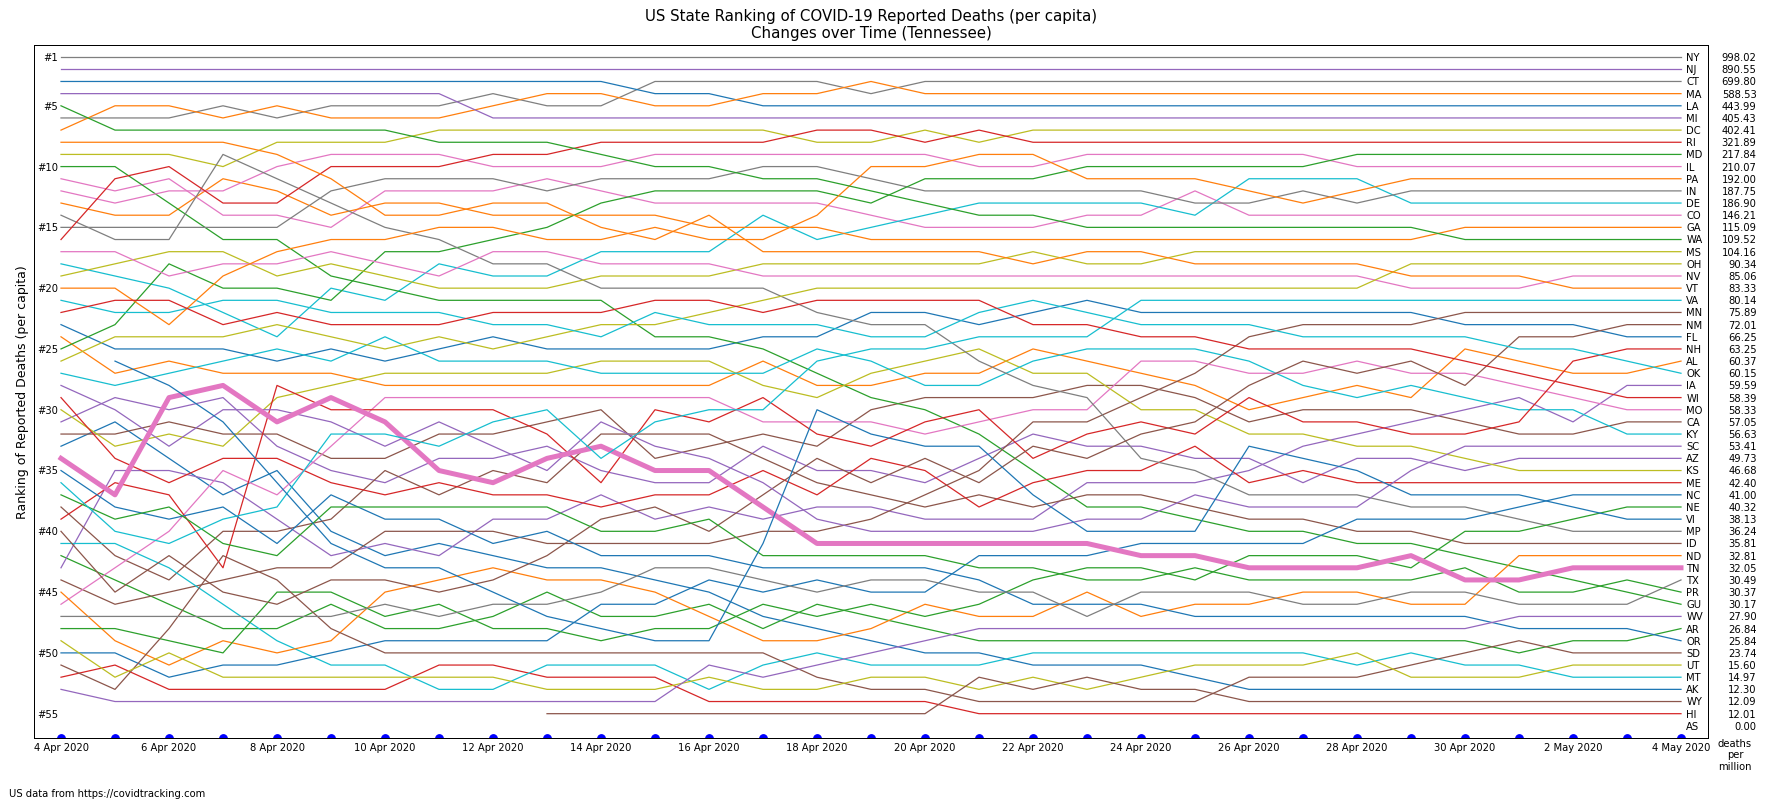 US State Ranking of COVID-19 Reported Deaths (per capita)
Changes over Time (Tennessee)
Ranking of Reported Deaths (per capita)
#1
#5
#10
#15
#20
#25
#30
#35
#40
#45
#50
#55
NY 998.02
NJ 890.55
CT 699.80
MA 588.53
LA 443.99
MI 405.43
DC 402.41
RI 321.89
MD 217.84
IL 210.07
PA 192.00
IN 187.75
DE 186.90
CO 146.21
GA 115.09
WA 109.52
MS 104.16
OH 90.34
NV 85.06
VT 83.33
VA 80.14
MN 75.89
NM 72.01
FL 66.25
NH 63.25
AL 60.37
OK 60.15
IA 59.59
WI 58.39
MO 58.33
CA 57.05
KY 56.63
SC 53.41
AZ 49.73
KS 46.68
ME 42.40
NC 41.00
NE 40.32
VI 38.13
MP 36.24
ID 35.81
ND 32.81
TN 32.05
TX 30.49
PR 30.37
GU 30.17
WV 27.90
AR 26.84
OR 25.84
SD 23.74
UT 15.60
MT 14.97
AK 12.30
WY 12.09
HI 12.01
AS 0.00
4 Apr 2020 6 Apr 2020 8 Apr 2020 10 Apr 2020 12 Apr 2020 14 Apr 2020 16 Apr 2020 18 Apr 2020 20 Apr 2020 22 Apr 2020 24 Apr 2020 26 Apr 2020 28 Apr 2020 30 Apr 2020 2 May 2020 4 May 2020
deaths
per
million
US data from https://covidtracking.com